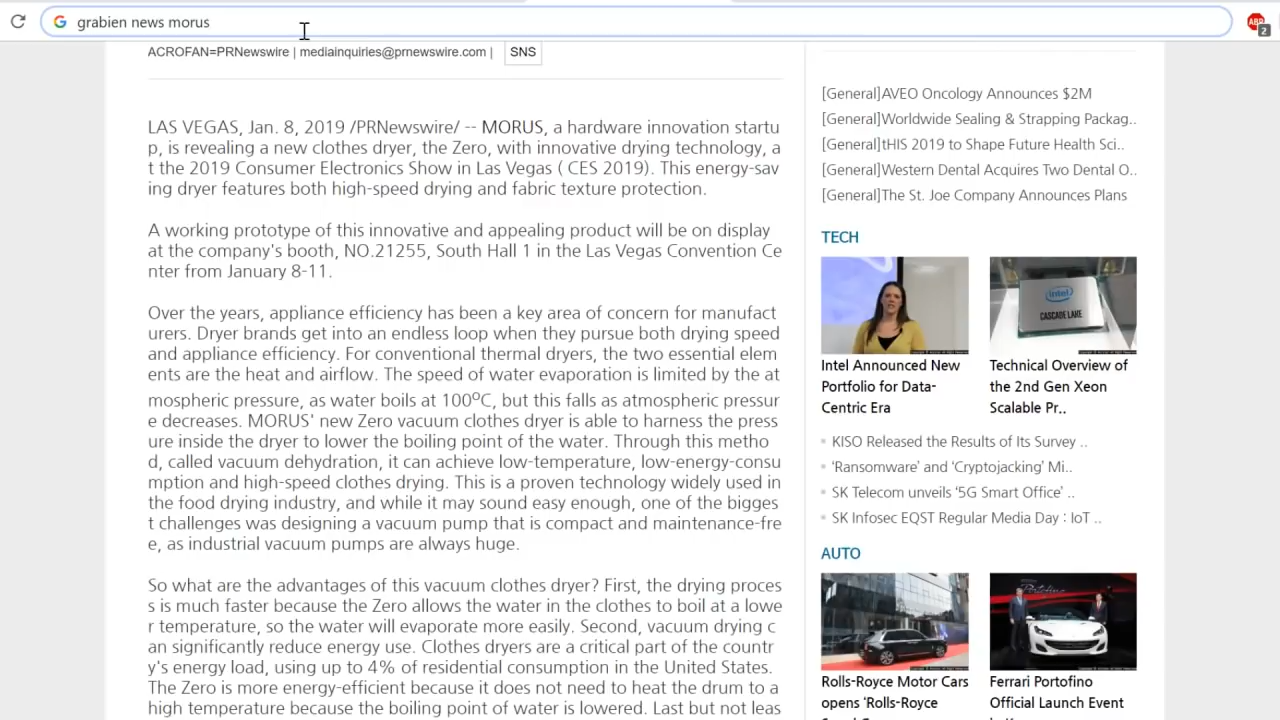 grabien news morus
2
ACROFAN=PRNewswire | mediainquiries@prnewswire.com |
SNS
LAS VEGAS, Jan. 8, 2019 /PRNewswire/ -- MORUS, a hardware innovation startu
p, is revealing a new clothes dryer, the Zero, with innovative drying technology, a
t the 2019 Consumer Electronics Show in Las Vegas ( CES 2019). This energy-sav
ing dryer features both high-speed drying and fabric texture protection.
A working prototype of this innovative and appealing product will be on display
at the company's booth, NO.21255, South Hall 1 in the Las Vegas Convention Ce
nter from January 8-11.
Over the years, appliance efficiency has been a key area of concern for manufact
urers. Dryer brands get into an endless loop when they pursue both drying speed
and appliance efficiency. For conventional thermal dryers, the two essential elem
ents are the heat and airflow. The speed of water evaporation is limited by the at
mospheric pressure, as water boils at 100ºC, but this falls as atmospheric pressur
e decreases. MORUS' new Zero vacuum clothes dryer is able to harness the press
ure inside the dryer to lower the boiling point of the water. Through this metho
d, called vacuum dehydration, it can achieve low-temperature, low-energy-consu
mption and high-speed clothes drying. This is a proven technology widely used in
the food drying industry, and while it may sound easy enough, one of the bigges
t challenges was designing a vacuum pump that is compact and maintenance-fre
e, as industrial vacuum pumps are always huge.
So what are the advantages of this vacuum clothes dryer? First, the drying proces
s is much faster because the Zero allows the water in the clothes to boil at a lowe
r temperature, so the water will evaporate more easily. Second, vacuum drying c
an significantly reduce energy use. Clothes dryers are a critical part of the countr
y's energy load, using up to 4% of residential consumption in the United States.
The Zero is more energy-efficient because it does not need to heat the drum to a
high temperature because the boiling point of water is lowered. Last but not leas
[General]AVEO Oncology Announces $2M
[General]Worldwide Sealing & Strapping Packag..
[General]tHIS 2019 to Shape Future Health Sci..
[General]Western Dental Acquires Two Dental O..
[General]The St. Joe Company Announces Plans
TECH
intel
CASCADE LAKE
Intel Announced New
Portfolio for Data-
Centric Era
Technical Overview of
the 2nd Gen Xeon
Scalable Pr..
KISO Released the Results of Its Survey ..
‘Ransomware’ and ‘Cryptojacking’ Mi..
SK Telecom unveils ‘5G Smart Office’ ..
SK Infosec EQST Regular Media Day : IoT ..
AUTO
Rolls-Royce Motor Cars
opens ‘Rolls-Royce
Ferrari Portofino
Official Launch Event